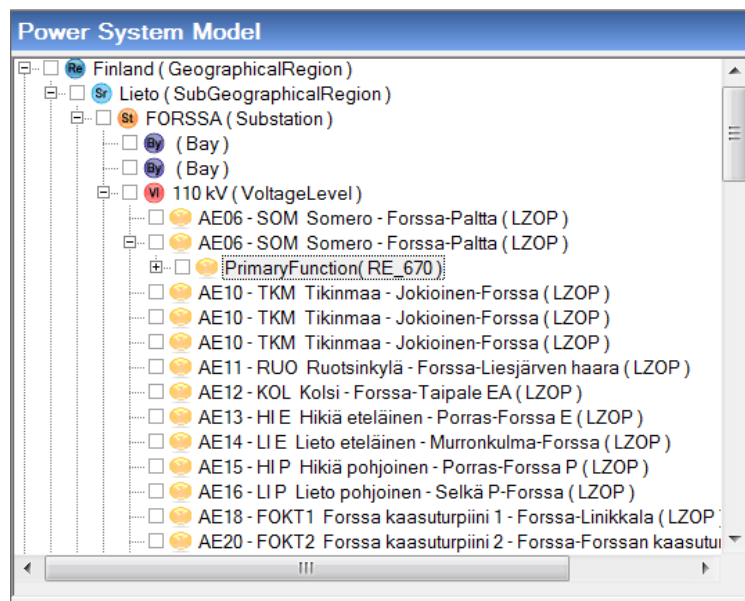 Power System Model
Re Finland ( GeographicalRegion )
Sr Lieto ( SubGeographicalRegion )
St FORSSA ( Substation )
By ( Bay )
By ( Bay )
Vl 110 kV ( VoltageLevel )
AE06 - SOM Somero - Forssa-Paltta ( LZOP )
AE06 - SOM Somero - Forssa-Paltta ( LZOP )
PrimaryFunction( RE_670 )
AE10 - TKM Tikinmaa - Jokioinen-Forssa ( LZOP )
AE10 - TKM Tikinmaa - Jokioinen-Forssa ( LZOP )
AE10 - TKM Tikinmaa - Jokioinen-Forssa ( LZOP )
AE11 - RUO Ruotsinkylä - Forssa-Liesjärven haara ( LZOP )
AE12 - KOL Kolsi - Forssa-Taipale EA ( LZOP )
AE13 - HI E Hikiä eteläinen - Porras-Forssa E ( LZOP )
AE14 - LI E Lieto eteläinen - Murronkulma-Forssa ( LZOP )
AE15 - HI P Hikiä pohjoinen - Porras-Forssa P ( LZOP )
AE16 - LI P Lieto pohjoinen - Selkä P-Forssa ( LZOP )
AE18 - FOKT1 Forssa kaasuturpiini 1 - Forssa-Linikkala ( LZOP
AE20 - FOKT2 Forssa kaasuturpiini 2 - Forssa-Forssan kaasutu